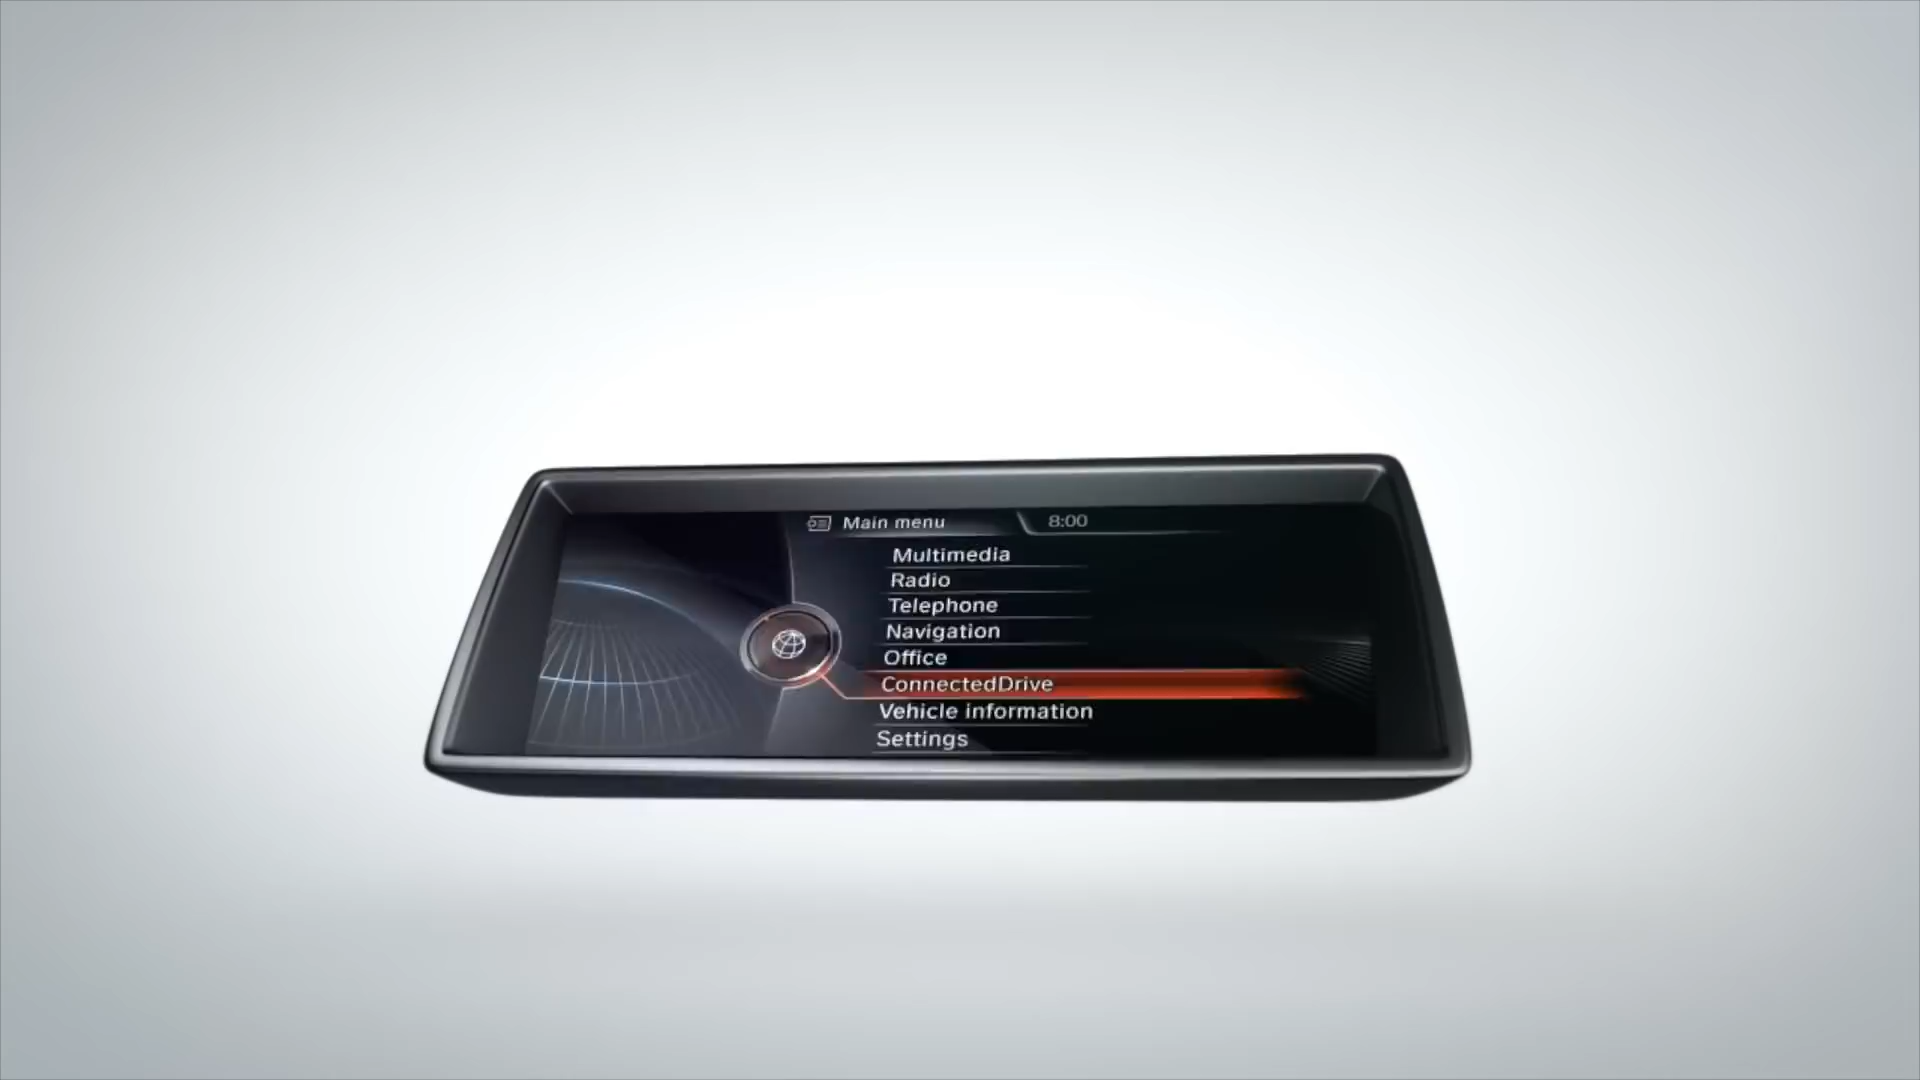 Main menu 8:00
Multimedia
Radio
Telephone
Navigation
Office
ConnectedDrive
Vehicle information
Settings